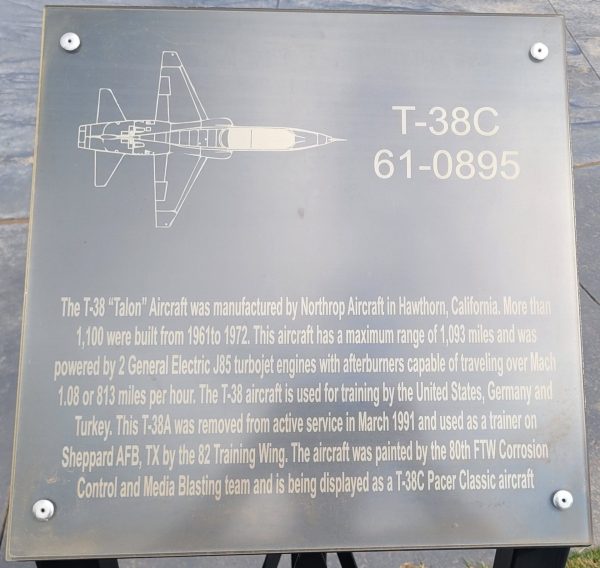 T-38C
61-0895
The T-38 “Talon” Aircraft was manufactured by Northrop Aircraft in Hawthorn, California. More than
1,100 were built from 1961to 1972. This aircraft has a maximum range of 1,093 miles and was
powered by 2 General Electric J85 turbojet engines with afterburners capable of traveling over Mach
1.08 or 813 miles per hour. The T-38 aircraft is used for training by the United States, Germany and
Turkey. This T-38A was removed from active service in March 1991 and used as a trainer on
Sheppard AFB, TX by the 82 Training Wing. The aircraft was painted by the 80th FTW Corrosion
Control and Media Blasting team and is being displayed as a T-38C Pacer Classic aircraft